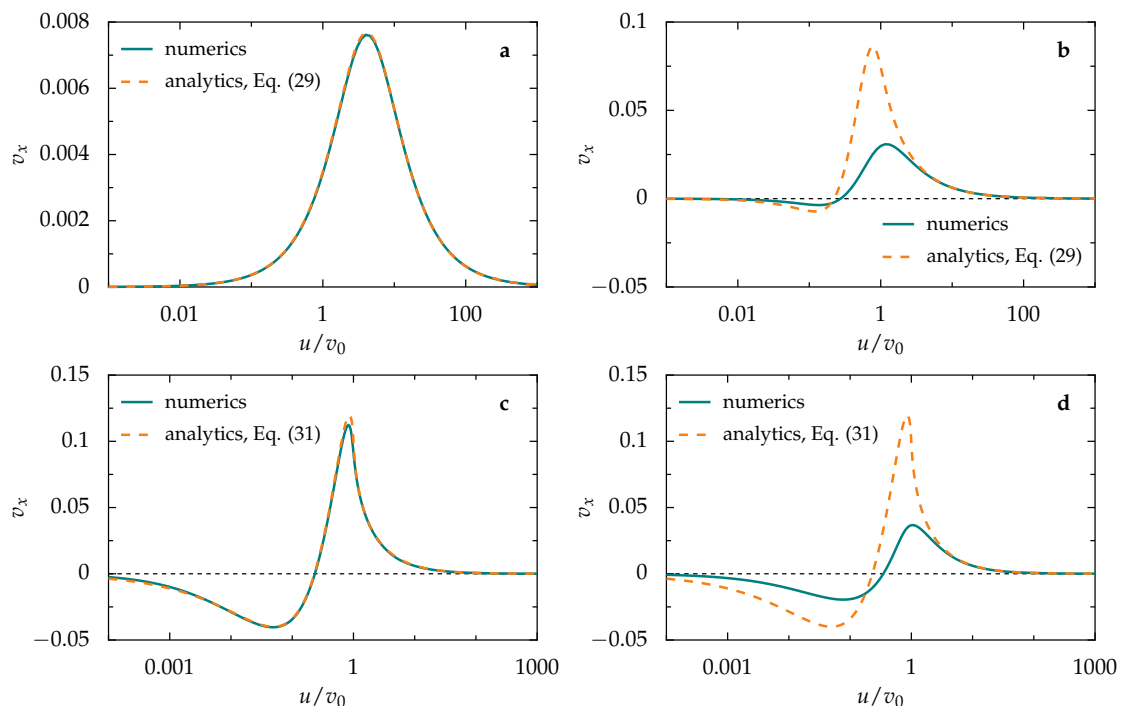 0.008
0.006
0.004
0.002
0
v_x
numerics
analytics, Eq. (29)
a
0.01
1
100
u/v_0
0.1
0.05
0
−0.05
v_x
b
numerics
analytics, Eq. (29)
0.01
1
100
u/v_0
0.15
0.1
0.05
0
−0.05
v_x
numerics
analytics, Eq. (31)
c
0.001
1
1000
u/v_0
0.15
0.1
0.05
0
−0.05
v_x
numerics
analytics, Eq. (31)
d
0.001
1
1000
u/v_0